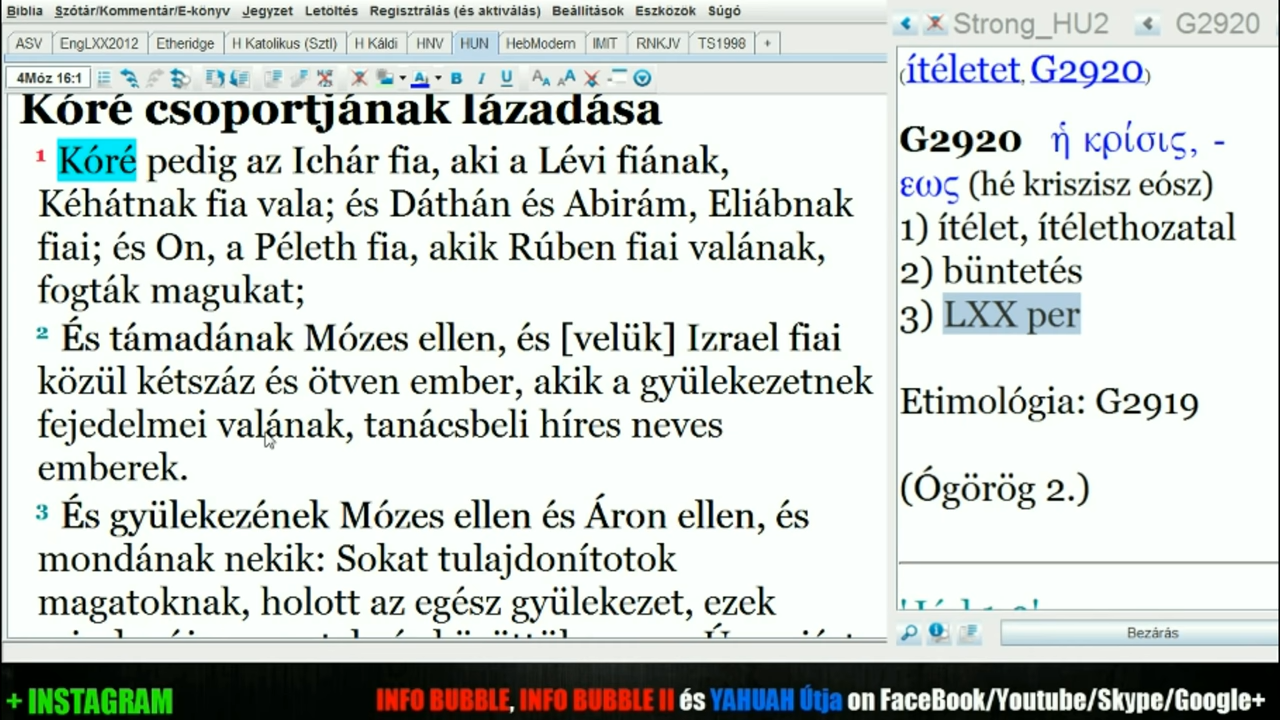 Biblia Szótár/Kommentár/E-könyv Jegyzet Letöltés Regisztrálás (és aktiválás) Beállítások Eszközök Súgó
ASV EngLXX2012 Etheridge H Katolikus (Sztl) H Káldi HNV HUN HebModern IMIT RNKJV TS1998 +
4Móz 16:1
Kóré csoportjának lázadása
1 Kóré pedig az Ichár fia, aki a Lévi fiának,
Kéhátnak fia vala; és Dáthán és Abirám, Eliábnak
fiai; és On, a Péleth fia, akik Rúben fiai valának,
fogták magukat;
2 És támadának Mózes ellen, és [velük] Izrael fiai
közül kétszáz és ötven ember, akik a gyülekezetnek
fejedelmei valának, tanácsbeli híres neves
emberek.
3 És gyülekezének Mózes ellen és Áron ellen, és
mondának nekik: Sokat tulajdonítotok
magatoknak, holott az egész gyülekezet, ezek
Strong_HU2 G2920
(ítéletet, G2920)
G2920 ἡ κρίσις, -
εως (hé kriszisz eósz)
1) ítélet, ítélethozatal
2) büntetés
3) LXX per
Etimológia: G2919
(Ógörög 2.)
Bezárás
+ INSTAGRAM INFO BUBBLE, INFO BUBBLE II és YAHUAH Útja on FaceBook/Youtube/Skype/Google+